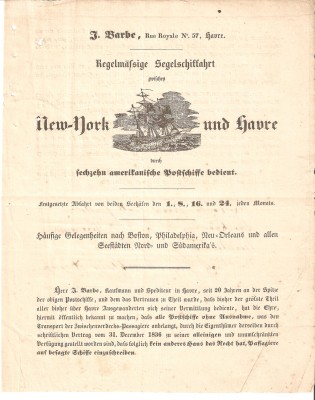 J. Barbe, Rue Royale Nº. 37, Havre.
Regelmässige Segelschiffahrt
zwischen
New-York und Havre
durch
sechzehn amerikanische Postschiffe bedient.
Festgesetzte Abfahrt von beiden Seehäfen den 1., 8., 16. und 24. jeden Monats.
Häufige Gelegenheiten nach Boston, Philadelphia, Neu-Orleans und allen
Seestädten Nord- und Südamerika's.
Herr J. Barbe, Kaufmann und Spediteur in Havre, seit 20 Jahren an der Spitze
der obigen Postschiffe, und dem das Vertrauen zu Theil wurde, dass bisher der grösste Theil
aller bisher über Havre Ausgewanderten sich seiner Vermittlung bediente, hat die Ehre,
hiermit öffentlich bekannt zu machen, dass alle Postschiffe ohne Ausnahme, was den
Transport der Zwischenverdecks-Passagiere anbelangt, durch die Eigenthümer derselben durch
schriftlichen Vertrag vom 31. December 1836 zu seiner alleinigen und unumschränkten
Verfügung gestellt worden sind, dass folglich kein anderes Haus das Recht hat, Passagiere
auf besagte Schiffe einzuschreiben.